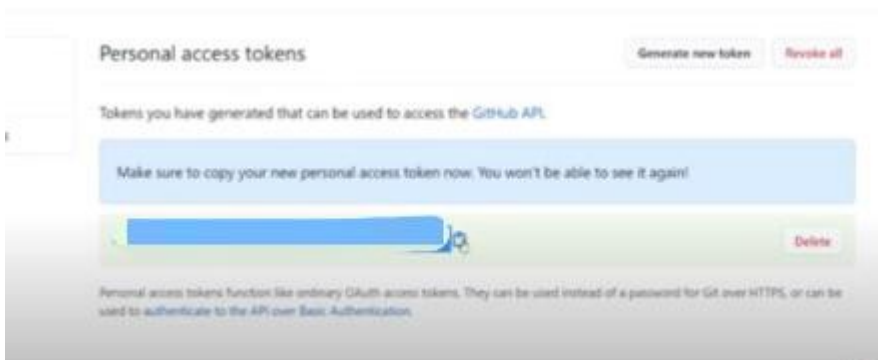 Personal access tokens
Generate new token
Revoke all
Tokens you have generated that can be used to access the GitHub API.
Make sure to copy your new personal access token now. You won't be able to see it again!
Delete
Personal access tokens function like ordinary OAuth access tokens. They can be used instead of a password for Git over HTTPS, or can be
used to authenticate to the API over Basic Authentication.